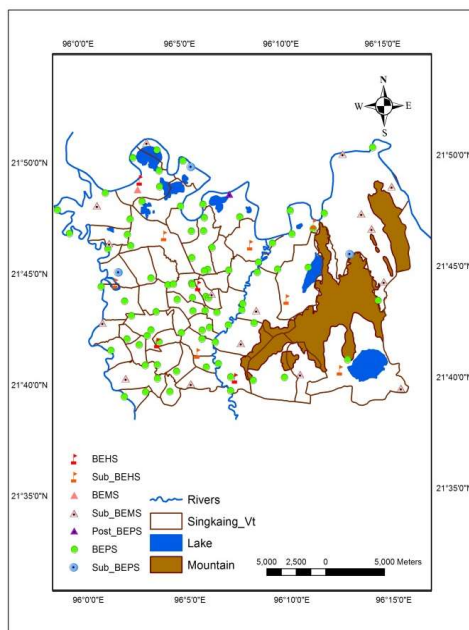 96°0'0"E 96°5'0"E 96°10'0"E 96°15'0"E
N
W E
S
21°50'0"N 21°50'0"N
21°45'0"N 21°45'0"N
21°40'0"N 21°40'0"N
21°35'0"N 21°35'0"N
BEHS
Sub_BEHS
BEMS
Sub_BEMS
Post_BEPS
BEPS
Sub_BEPS
Rivers
Singkaing_Vt
Lake
Mountain
5,000 2,500 0 5,000 Meters
96°0'0"E 96°5'0"E 96°10'0"E 96°15'0"E